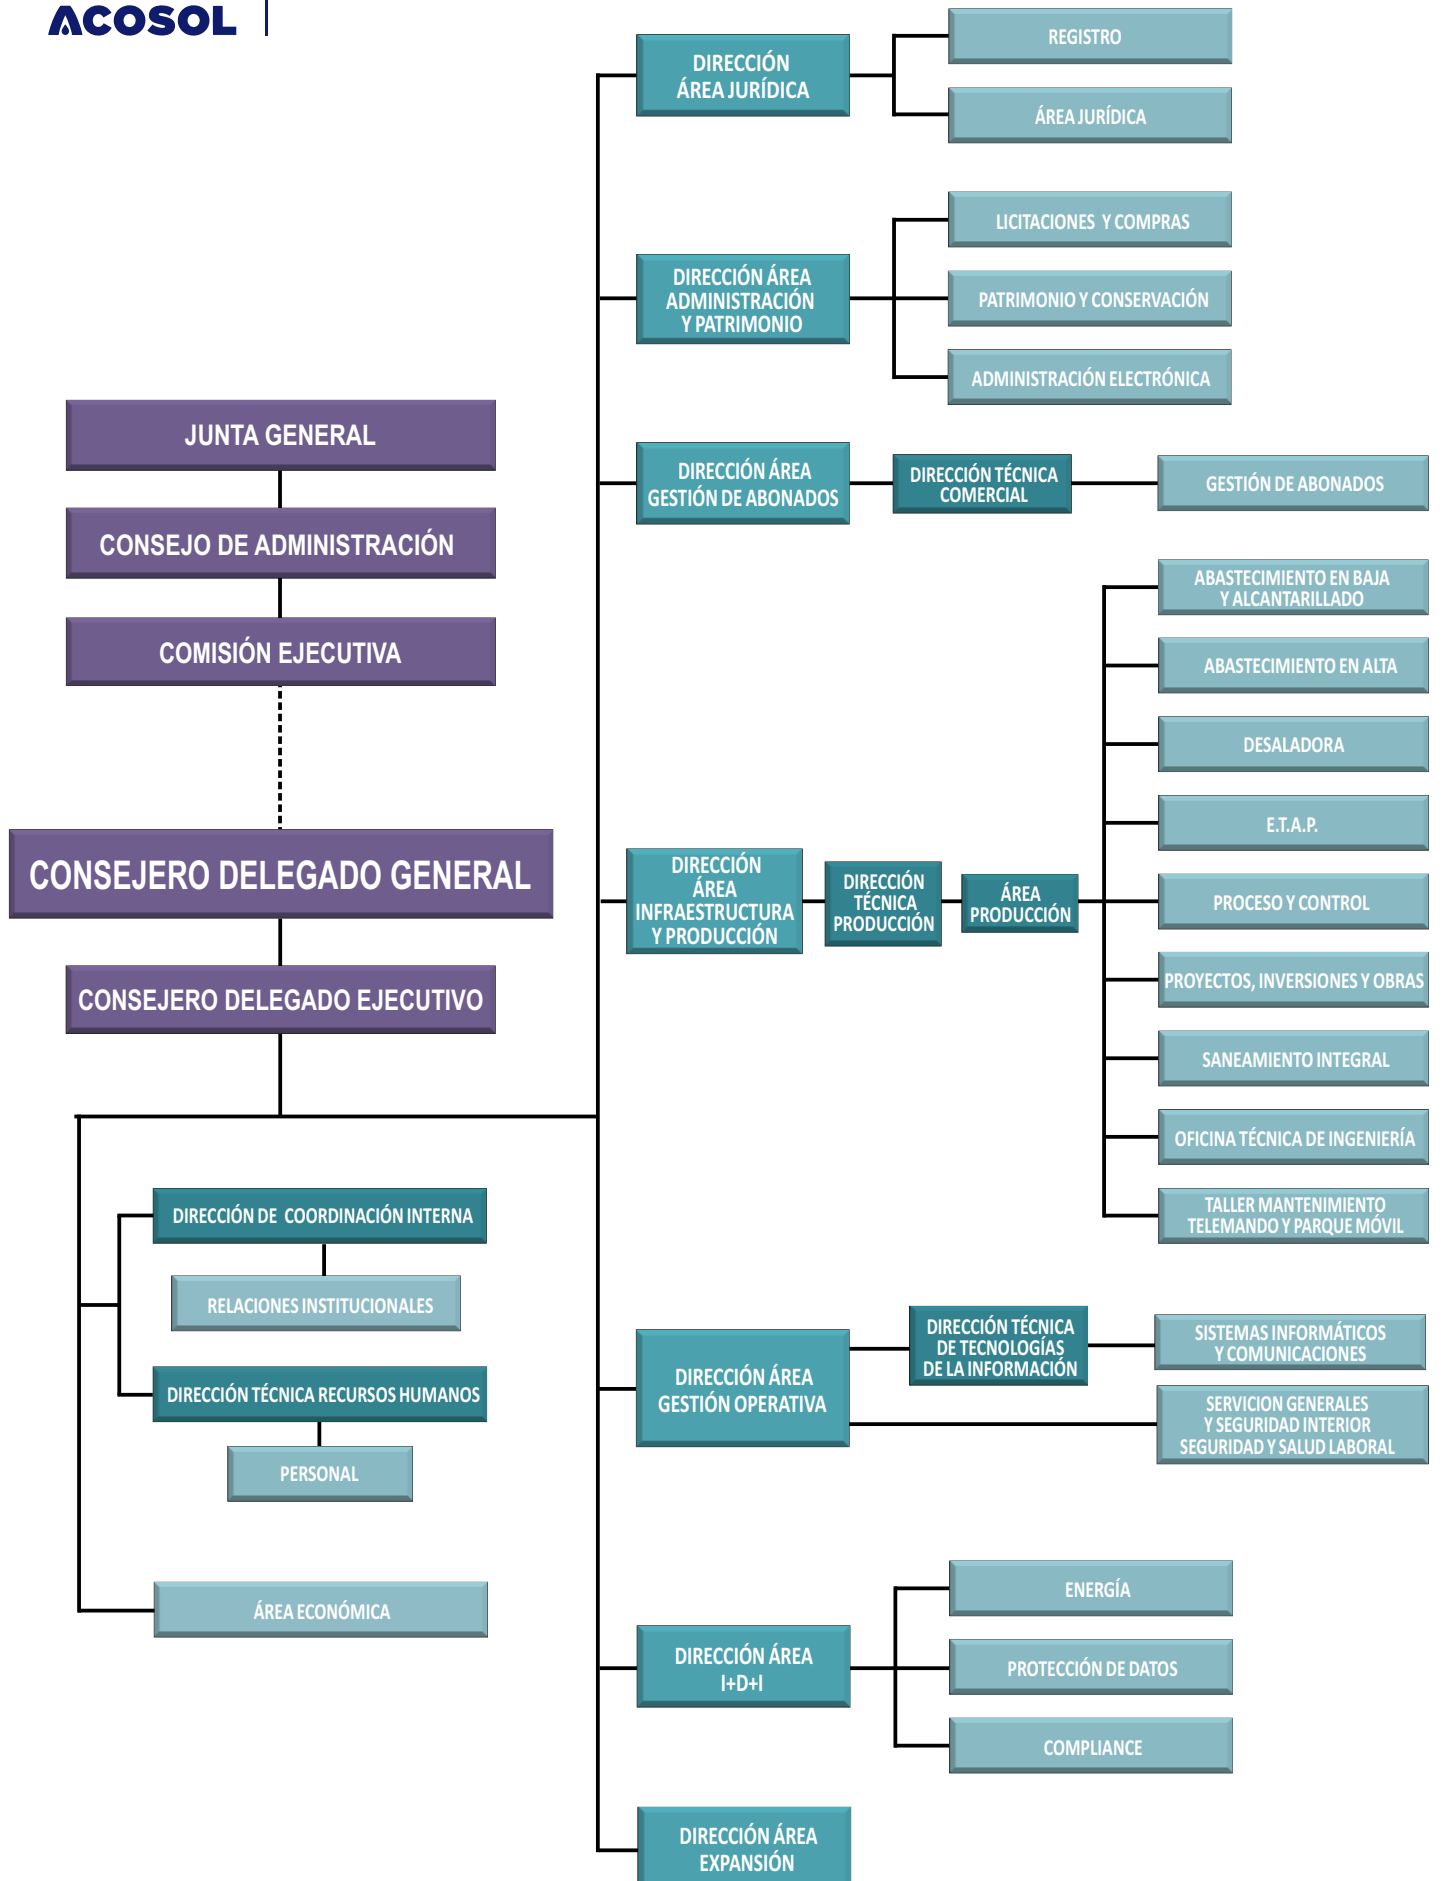 ACOSOL
JUNTA GENERAL
CONSEJO DE ADMINISTRACIÓN
COMISIÓN EJECUTIVA
CONSEJERO DELEGADO GENERAL
CONSEJERO DELEGADO EJECUTIVO
DIRECCIÓN DE COORDINACIÓN INTERNA
RELACIONES INSTITUCIONALES
DIRECCIÓN TÉCNICA RECURSOS HUMANOS
PERSONAL
ÁREA ECONÓMICA
DIRECCIÓN
ÁREA JURÍDICA
REGISTRO
ÁREA JURÍDICA
DIRECCIÓN ÁREA
ADMINISTRACIÓN
Y PATRIMONIO
LICITACIONES Y COMPRAS
PATRIMONIO Y CONSERVACIÓN
ADMINISTRACIÓN ELECTRÓNICA
DIRECCIÓN ÁREA
GESTIÓN DE ABONADOS
DIRECCIÓN TÉCNICA
COMERCIAL
GESTIÓN DE ABONADOS
DIRECCIÓN
ÁREA
INFRAESTRUCTURA
Y PRODUCCIÓN
DIRECCIÓN
TÉCNICA
PRODUCCIÓN
ÁREA
PRODUCCIÓN
ABASTECIMIENTO EN BAJA
Y ALCANTARILLADO
ABASTECIMIENTO EN ALTA
DESALADORA
E.T.A.P.
PROCESO Y CONTROL
PROYECTOS, INVERSIONES Y OBRAS
SANEAMIENTO INTEGRAL
OFICINA TÉCNICA DE INGENIERÍA
TALLER MANTENIMIENTO
TELEMANDO Y PARQUE MÓVIL
DIRECCIÓN ÁREA
GESTIÓN OPERATIVA
DIRECCIÓN TÉCNICA
DE TECNOLOGÍAS
DE LA INFORMACIÓN
SISTEMAS INFORMÁTICOS
Y COMUNICACIONES
SERVICION GENERALES
Y SEGURIDAD INTERIOR
SEGURIDAD Y SALUD LABORAL
DIRECCIÓN ÁREA
I+D+I
ENERGÍA
PROTECCIÓN DE DATOS
COMPLIANCE
DIRECCIÓN ÁREA
EXPANSIÓN